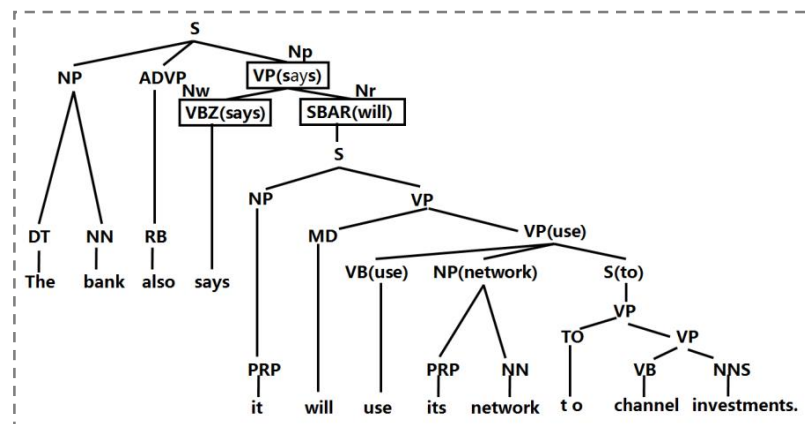 S
Np
NP ADVP VP(says)
Nw Nr
VBZ(says) SBAR(will)
S
NP VP
DT NN RB MD VP(use)
VB(use) NP(network) S(to)
The bank also says
VP
TO VP
PRP PRP NN VB NNS
it will use its network t o channel investments.